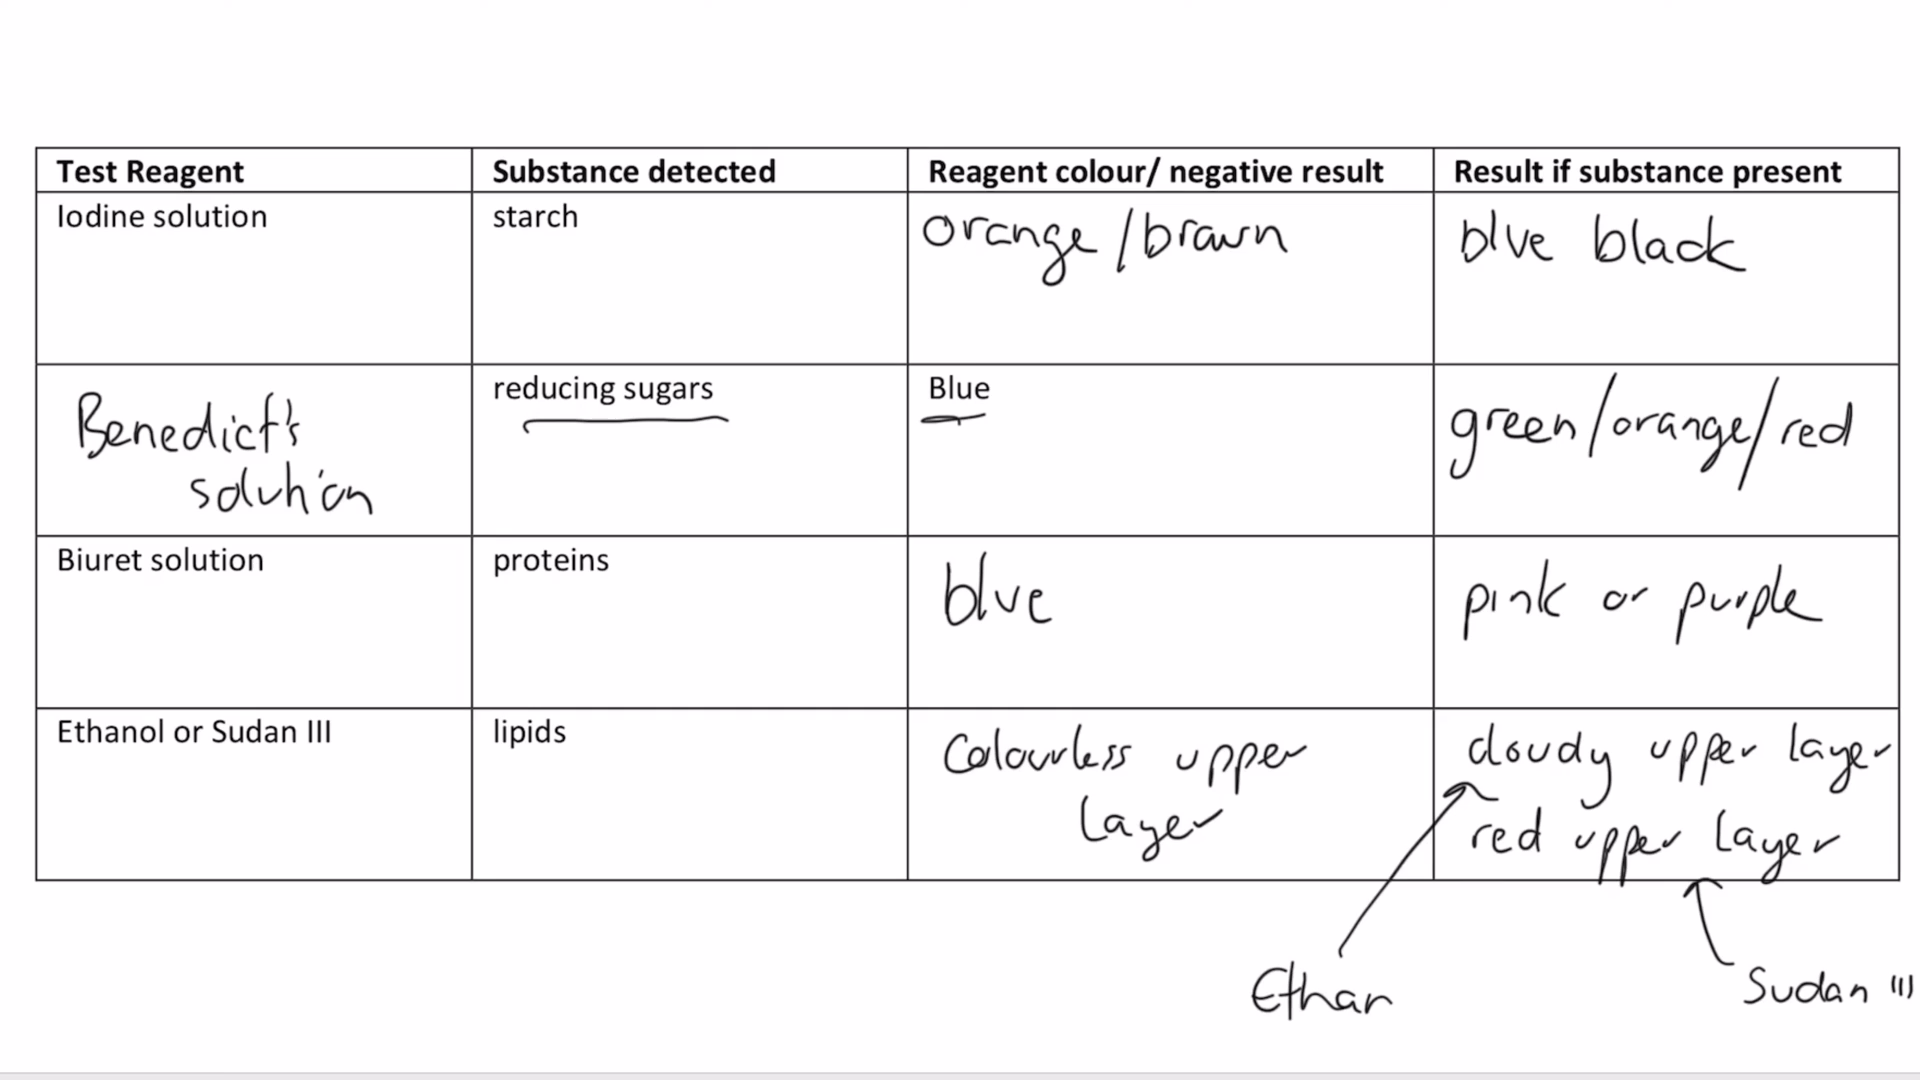 Test Reagent Substance detected Reagent colour/ negative result Result if substance present
Iodine solution starch orange/brown blue black
Benedict's solution reducing sugars Blue green/orange/red
Biuret solution proteins blue pink or purple
Ethanol or Sudan III lipids Colourless upper layer cloudy upper layer
red upper layer
Ethan Sudan III